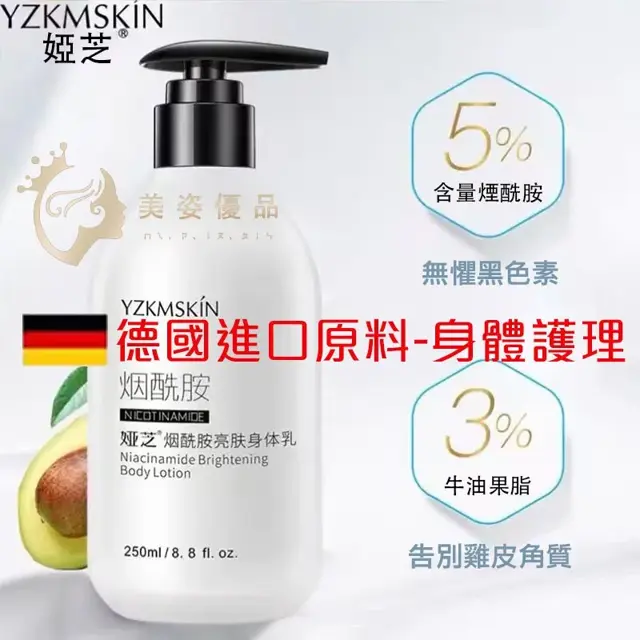 YZKMSKÍN
婭芝®
5%
含量煙酰胺
無懼黑色素
美姿優品
YZKMSKÍN
德國進口原料-身體護理
烟酰胺
NICOTINAMIDE
娅芝®烟酰胺亮肤身体乳
Niacinamide Brightening
Body Lotion
3%
牛油果脂
告別雞皮角質
250ml/8.8 fl. oz.